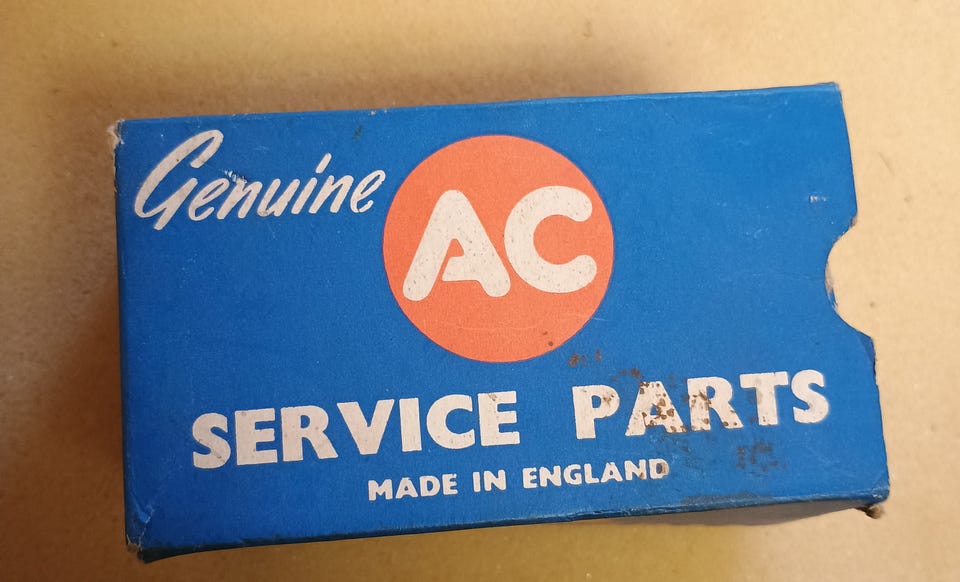 Genuine
AC
SERVICE PARTS
MADE IN ENGLAND